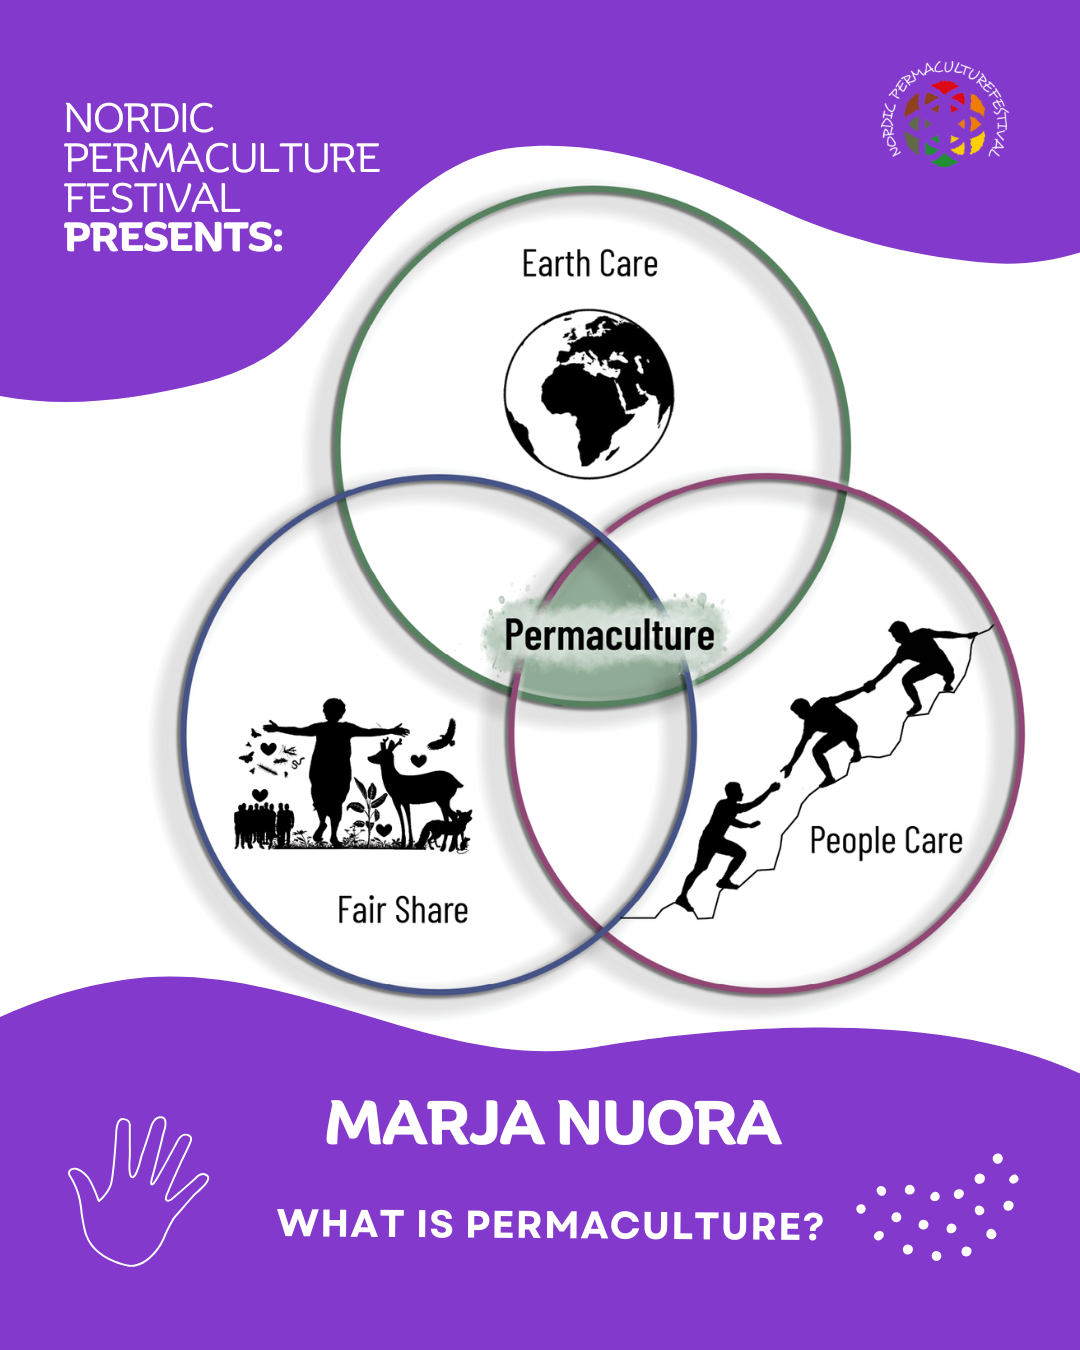 NORDIC
PERMACULTURE
FESTIVAL
PRESENTS:
NORDIC PERMACULTUREFESTIVAL
Earth Care
Permaculture
People Care
Fair Share
MARJA NUORA
WHAT IS PERMACULTURE?